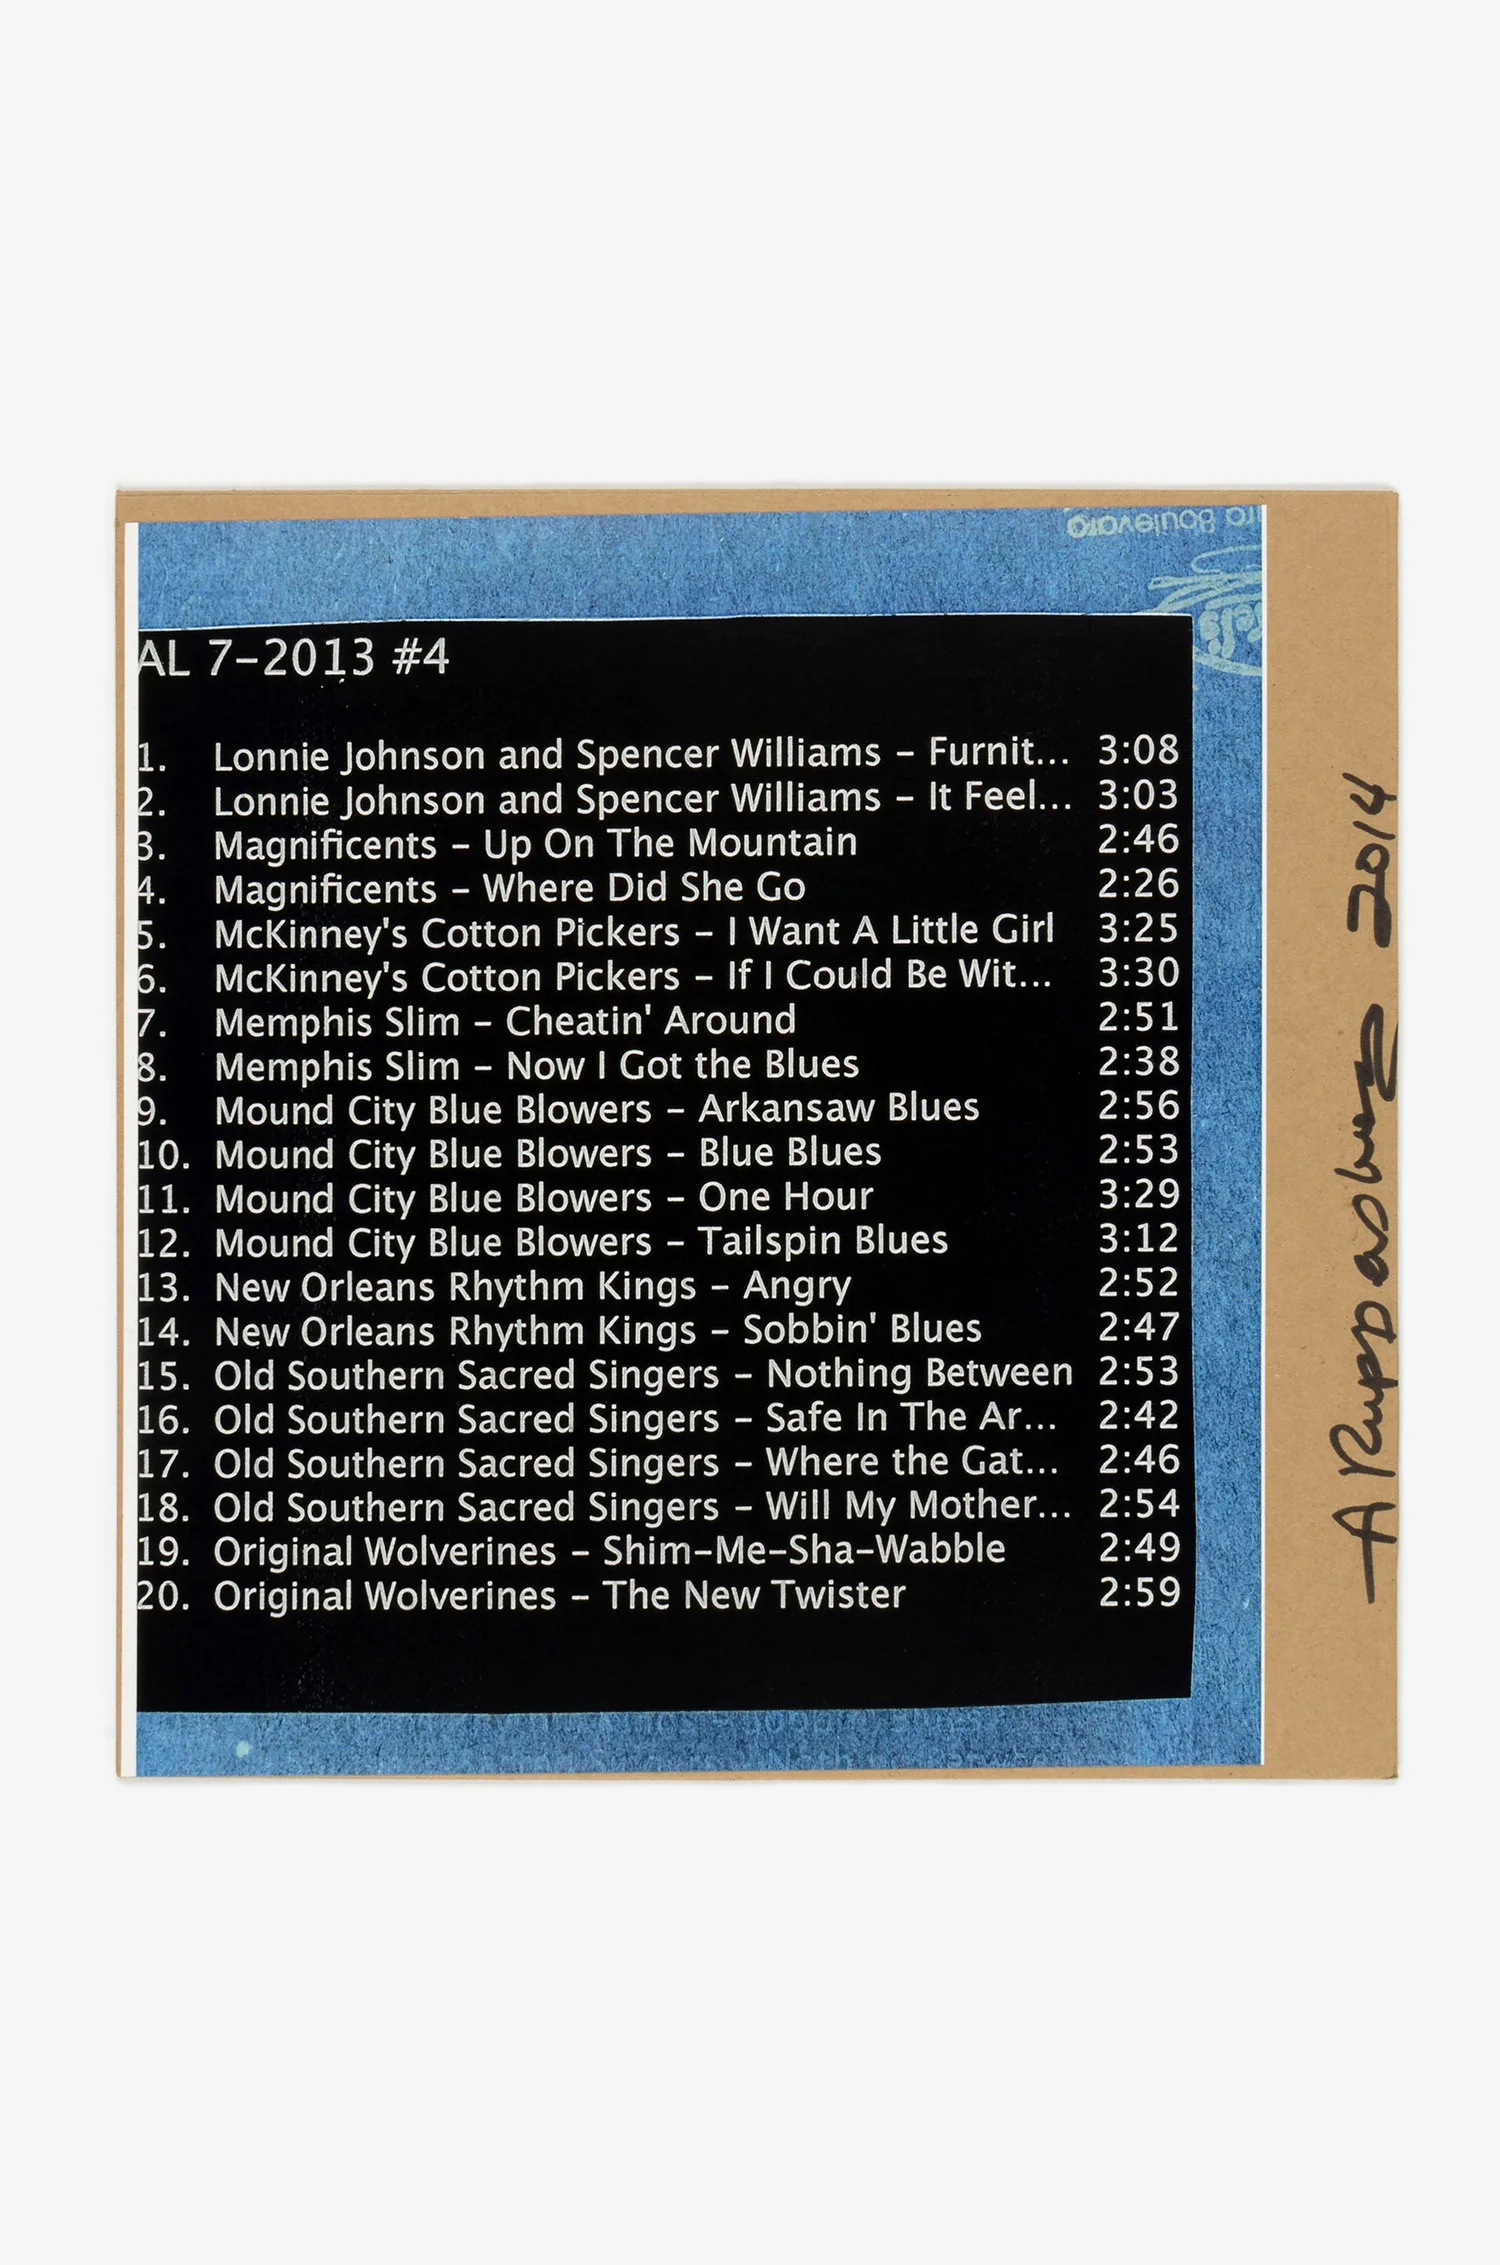 Boulevard
AL 7-2013 #4
1. Lonnie Johnson and Spencer Williams – Furnit... 3:08
2. Lonnie Johnson and Spencer Williams – It Feel... 3:03
3. Magnificents – Up On The Mountain 2:46
4. Magnificents – Where Did She Go 2:26
5. McKinney's Cotton Pickers – I Want A Little Girl 3:25
6. McKinney's Cotton Pickers – If I Could Be Wit... 3:30
7. Memphis Slim – Cheatin' Around 2:51
8. Memphis Slim – Now I Got the Blues 2:38
9. Mound City Blue Blowers – Arkansaw Blues 2:56
10. Mound City Blue Blowers – Blue Blues 2:53
11. Mound City Blue Blowers – One Hour 3:29
12. Mound City Blue Blowers – Tailspin Blues 3:12
13. New Orleans Rhythm Kings – Angry 2:52
14. New Orleans Rhythm Kings – Sobbin' Blues 2:47
15. Old Southern Sacred Singers – Nothing Between 2:53
16. Old Southern Sacred Singers – Safe In The Ar... 2:42
17. Old Southern Sacred Singers – Where the Gat... 2:46
18. Old Southern Sacred Singers – Will My Mother... 2:54
19. Original Wolverines – Shim-Me-Sha-Wabble 2:49
20. Original Wolverines – The New Twister 2:59
A Ruppersberg 2014